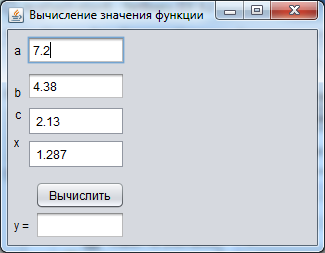 Вычисление значения функции
a 7.2
b 4.38
c 2.13
x 1.287
Вычислить
y =